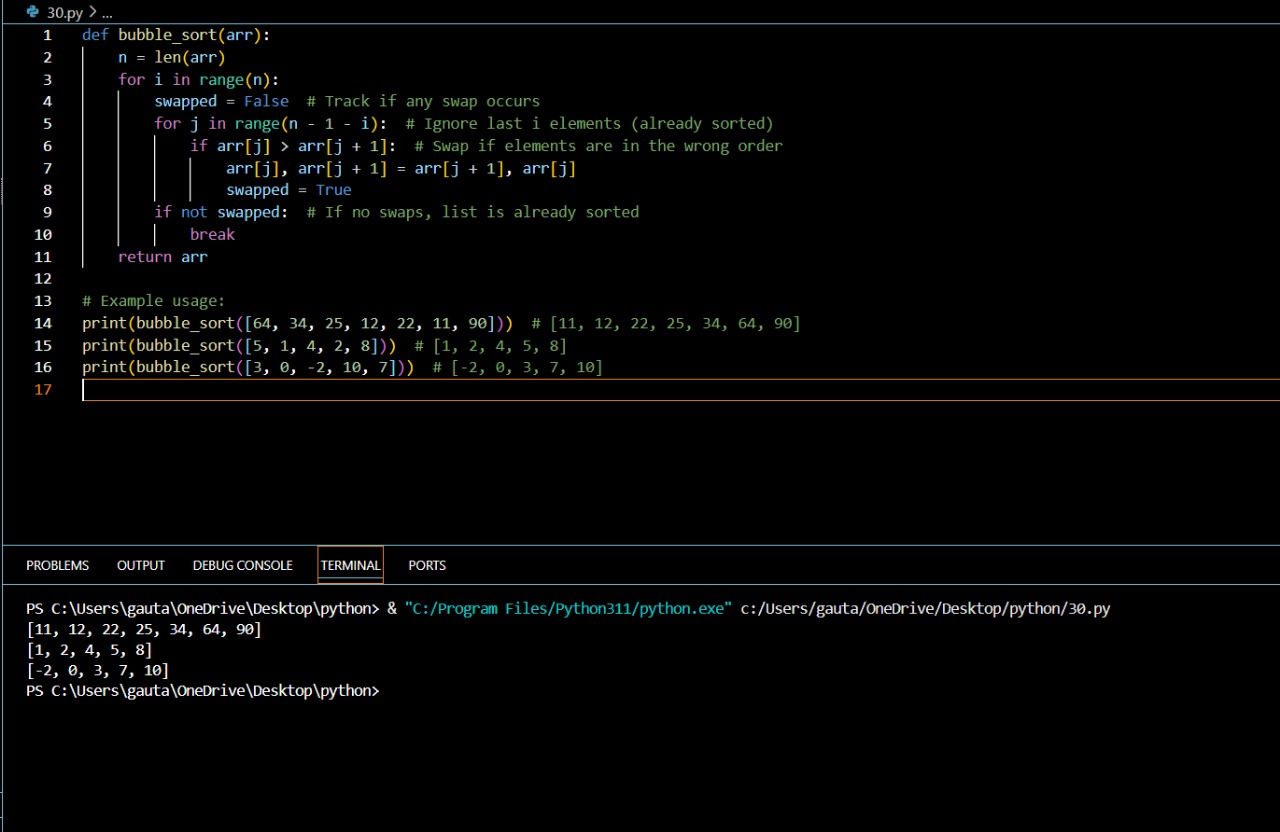 30.py > ...
1 def bubble_sort(arr):
2     n = len(arr)
3     for i in range(n):
4         swapped = False  # Track if any swap occurs
5         for j in range(n - 1 - i):  # Ignore last i elements (already sorted)
6             if arr[j] > arr[j + 1]:  # Swap if elements are in the wrong order
7                 arr[j], arr[j + 1] = arr[j + 1], arr[j]
8                 swapped = True
9         if not swapped:  # If no swaps, list is already sorted
10             break
11     return arr
12
13 # Example usage:
14 print(bubble_sort([64, 34, 25, 12, 22, 11, 90]))  # [11, 12, 22, 25, 34, 64, 90]
15 print(bubble_sort([5, 1, 4, 2, 8]))  # [1, 2, 4, 5, 8]
16 print(bubble_sort([3, 0, -2, 10, 7]))  # [-2, 0, 3, 7, 10]
17
PROBLEMS OUTPUT DEBUG CONSOLE TERMINAL PORTS
PS C:\Users\gauta\OneDrive\Desktop\python> & "C:/Program Files/Python311/python.exe" c:/Users/gauta/OneDrive/Desktop/python/30.py
[11, 12, 22, 25, 34, 64, 90]
[1, 2, 4, 5, 8]
[-2, 0, 3, 7, 10]
PS C:\Users\gauta\OneDrive\Desktop\python>